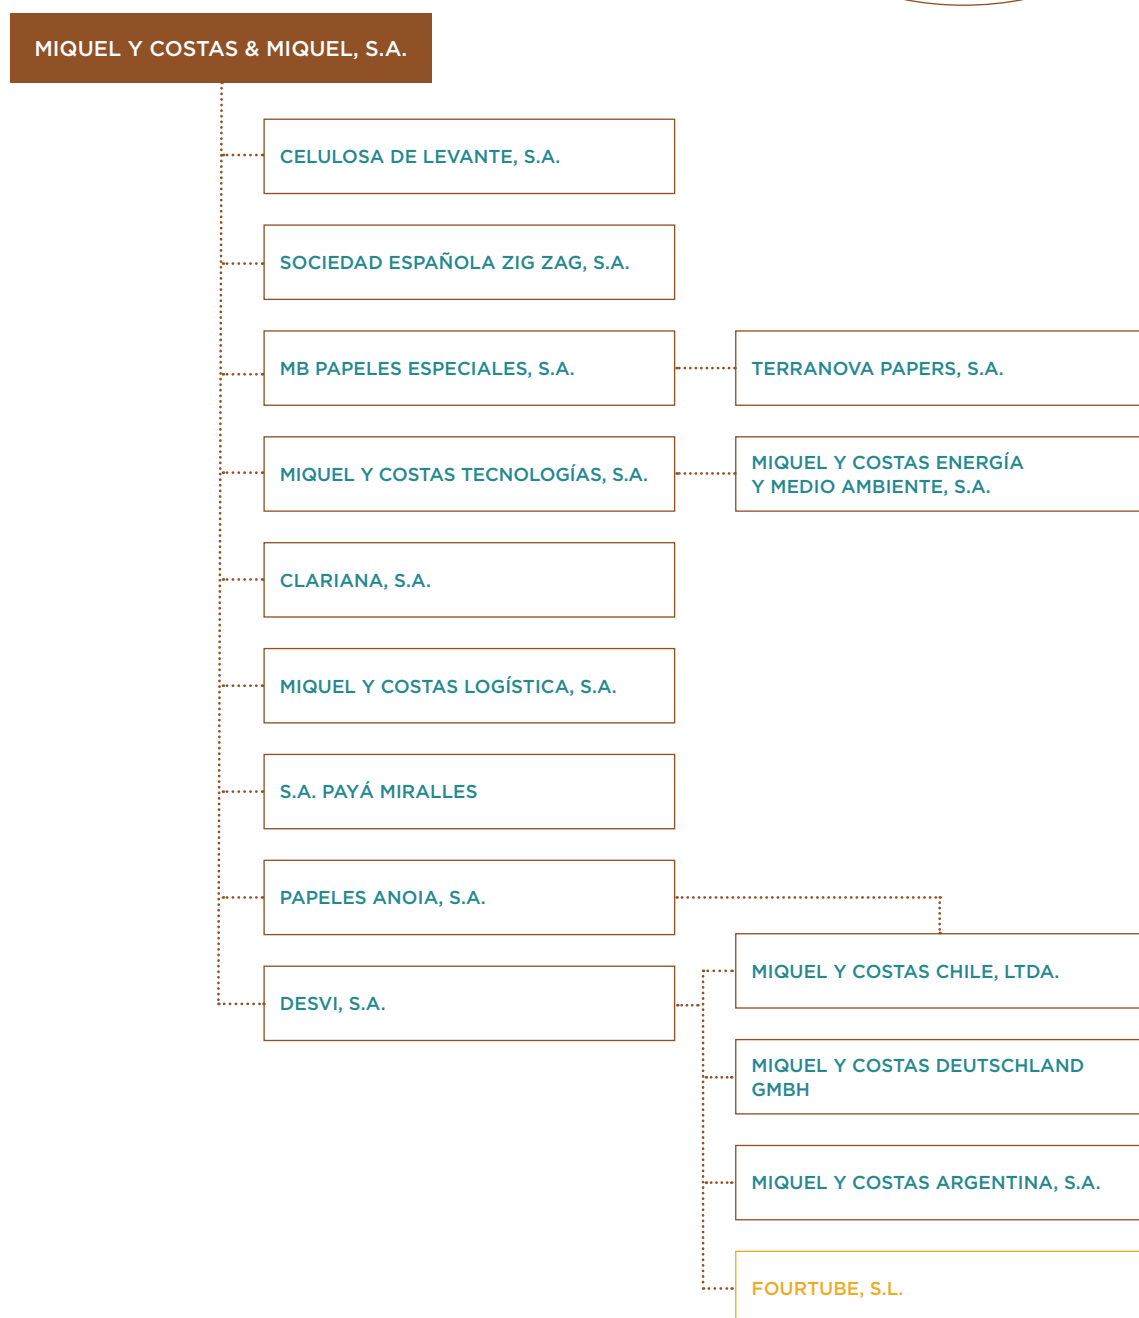 MIQUEL Y COSTAS & MIQUEL, S.A.
CELULOSA DE LEVANTE, S.A.
SOCIEDAD ESPAÑOLA ZIG ZAG, S.A.
MB PAPELES ESPECIALES, S.A.
TERRANOVA PAPERS, S.A.
MIQUEL Y COSTAS TECNOLOGÍAS, S.A.
MIQUEL Y COSTAS ENERGÍA
Y MEDIO AMBIENTE, S.A.
CLARIANA, S.A.
MIQUEL Y COSTAS LOGÍSTICA, S.A.
S.A. PAYÁ MIRALLES
PAPELES ANOIA, S.A.
DESVI, S.A.
MIQUEL Y COSTAS CHILE, LTDA.
MIQUEL Y COSTAS DEUTSCHLAND
GMBH
MIQUEL Y COSTAS ARGENTINA, S.A.
FOURTUBE, S.L.